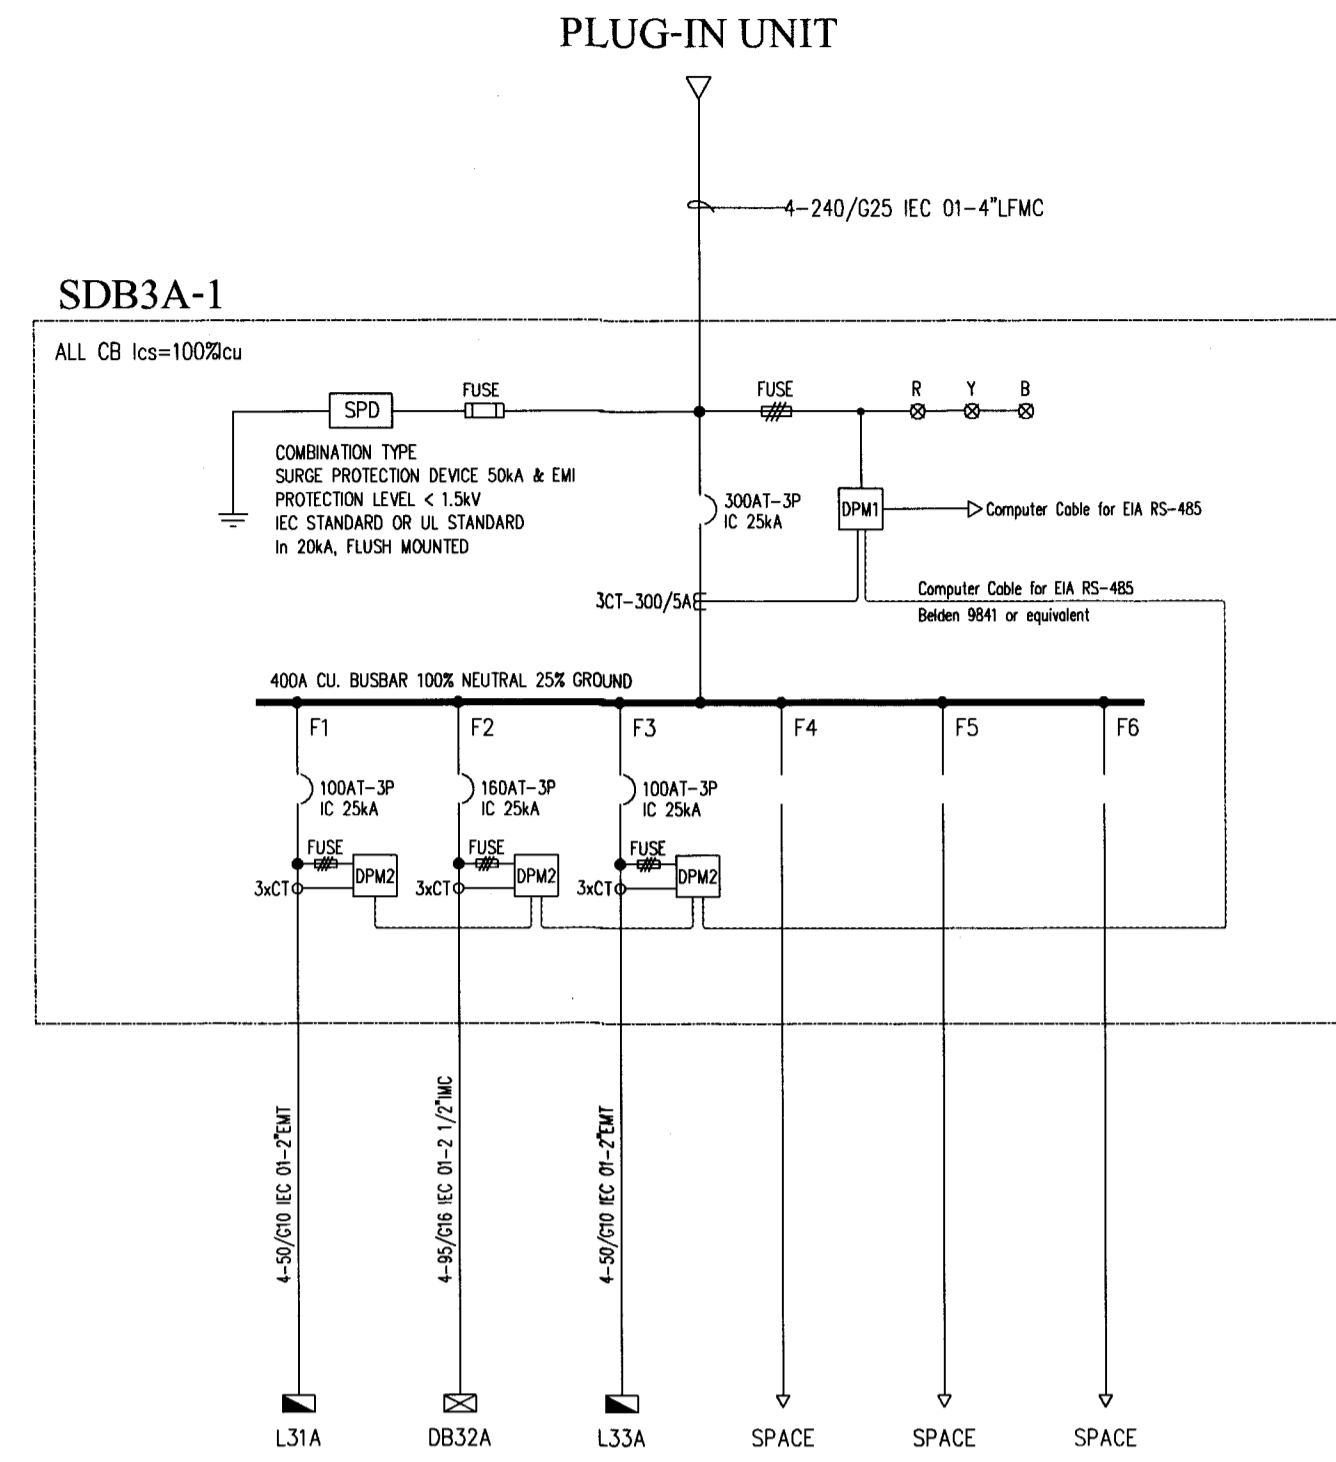 PLUG-IN UNIT
4-240/G25 IEC 01-4"LFMC
SDB3A-1
ALL CB Ics=100%Icu
SPD
FUSE
FUSE
R
Y
B
COMBINATION TYPE
SURGE PROTECTION DEVICE 50kA & EMI
PROTECTION LEVEL < 1.5kV
IEC STANDARD OR UL STANDARD
In 20kA, FLUSH MOUNTED
300AT-3P
IC 25kA
DPM1
Computer Cable for EIA RS-485
3CT-300/5A
Computer Cable for EIA RS-485
Belden 9841 or equivalent
400A CU. BUSBAR 100% NEUTRAL 25% GROUND
F1
F2
F3
F4
F5
F6
100AT-3P
IC 25kA
160AT-3P
IC 25kA
100AT-3P
IC 25kA
FUSE
DPM2
3xCT
FUSE
DPM2
3xCT
FUSE
DPM2
3xCT
4-50/G10 IEC 01-2"EMT
4-95/G16 IEC 01-2 1/2"IMC
4-50/G10 IEC 01-2"EMT
L31A
DB32A
L33A
SPACE
SPACE
SPACE